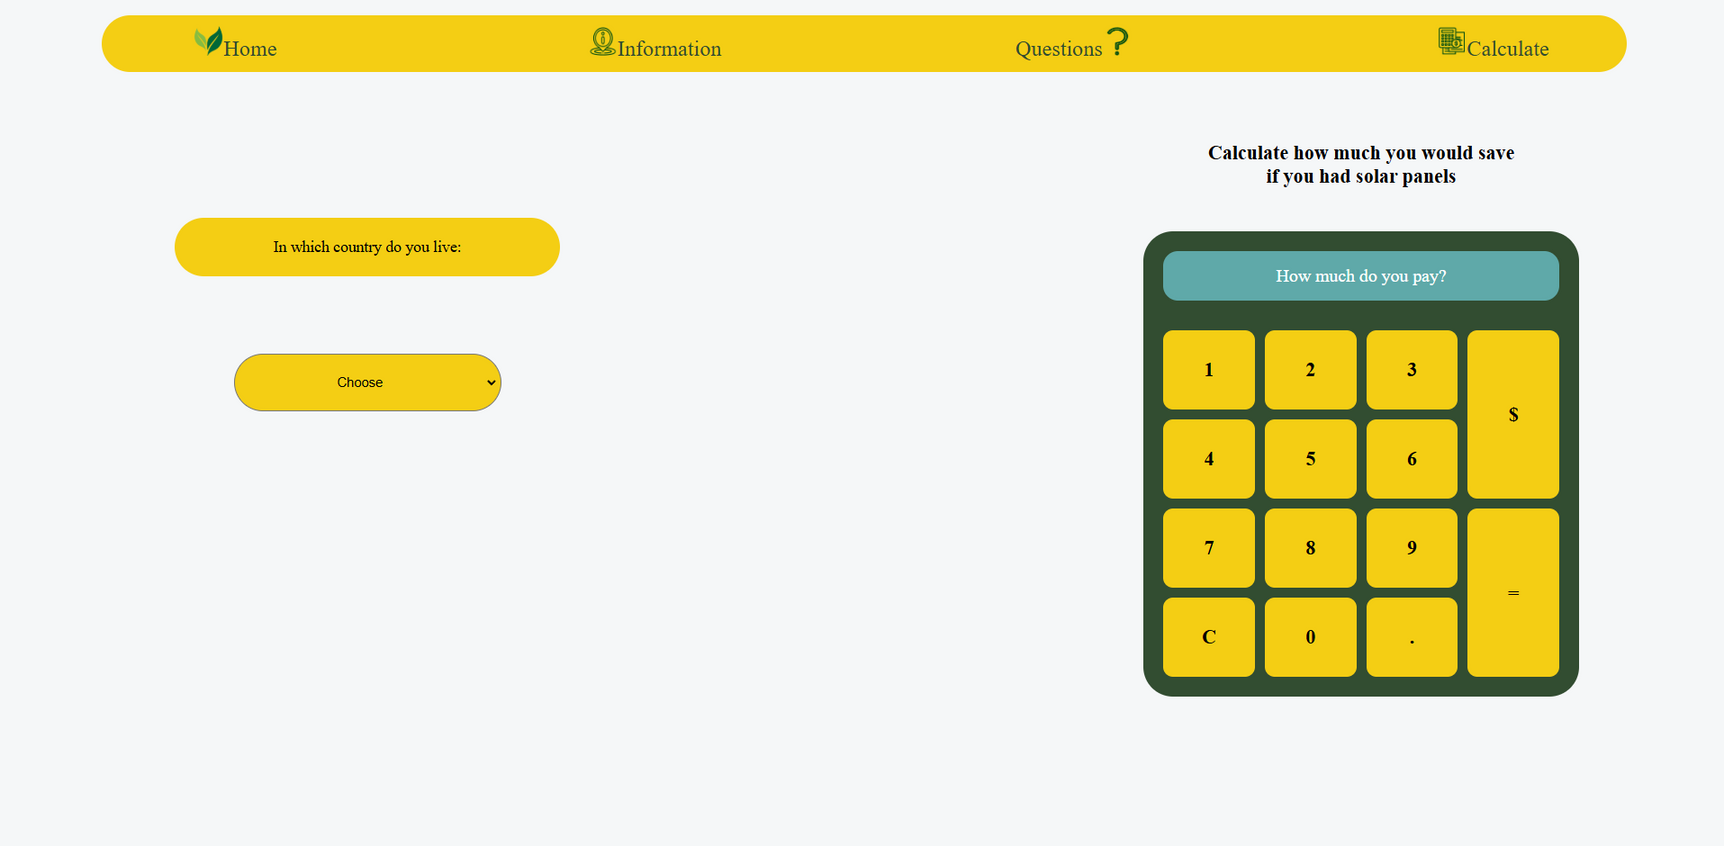 Home
Information
Questions ?
Calculate
In which country do you live:
Choose
Calculate how much you would save
if you had solar panels
How much do you pay?
1 2 3 $
4 5 6
7 8 9 =
C 0 .